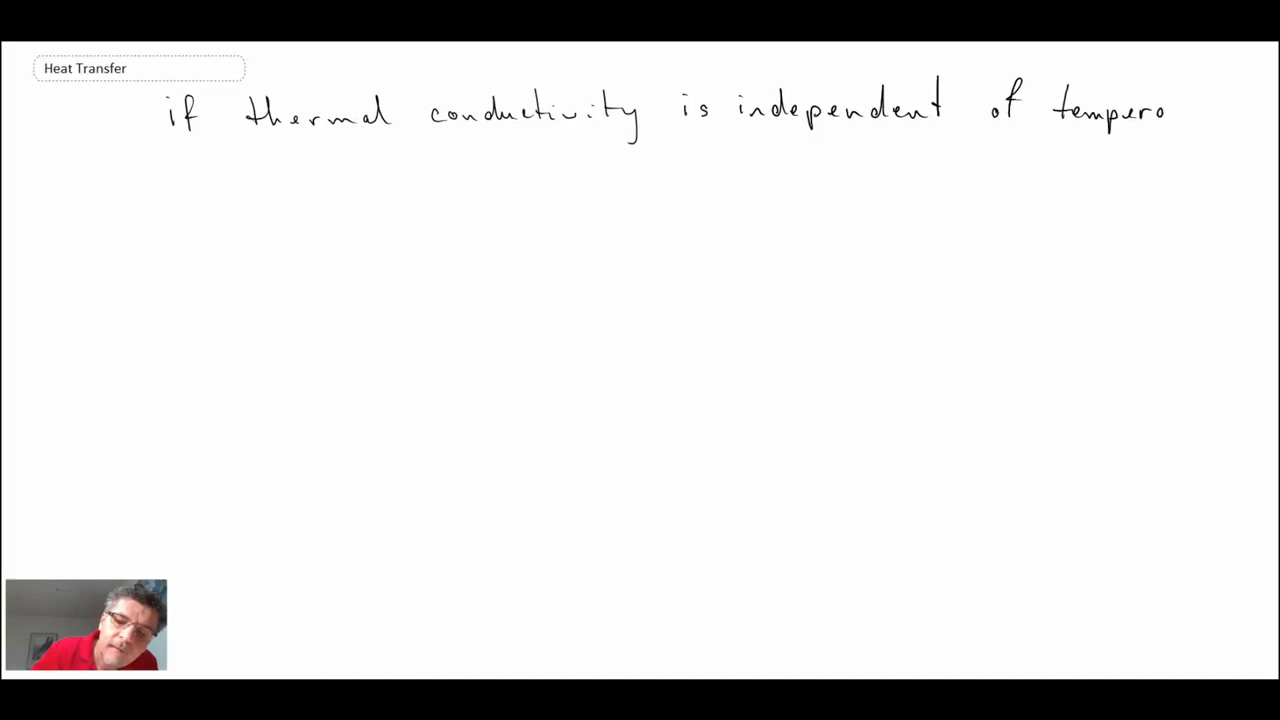 Heat Transfer
if thermal conductivity is independent of tempero